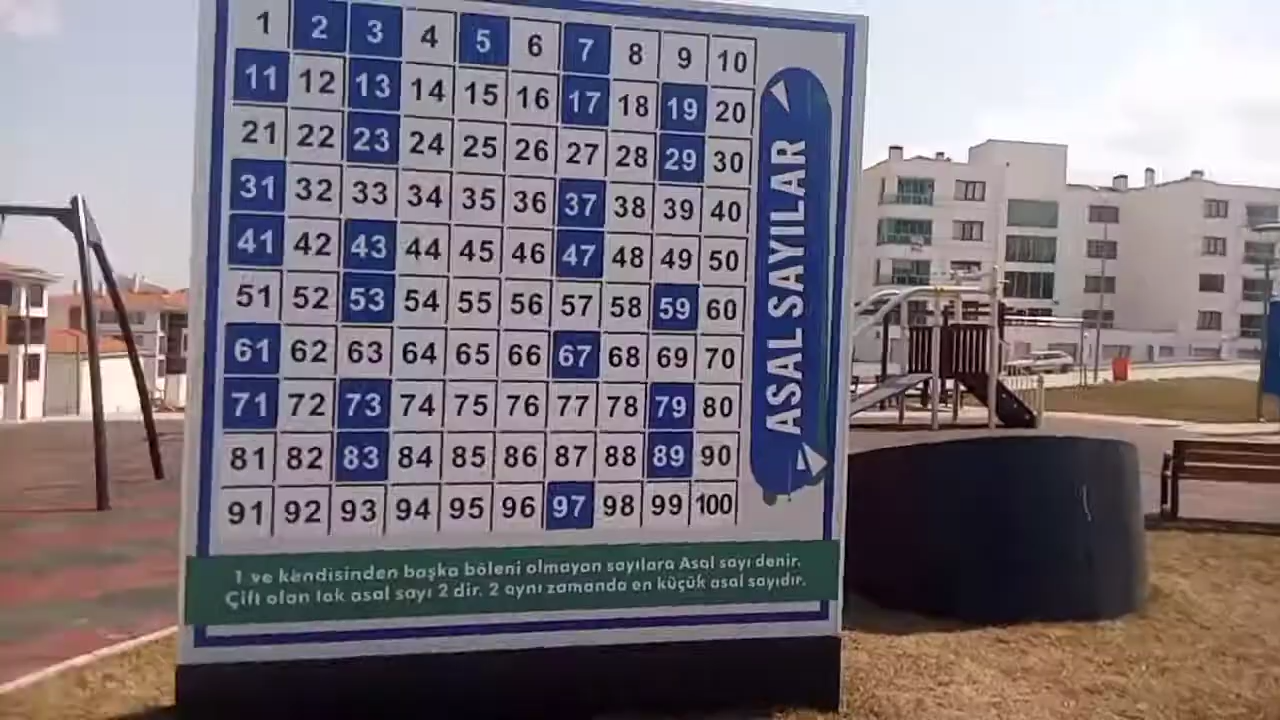 1 2 3 4 5 6 7 8 9 10
11 12 13 14 15 16 17 18 19 20
21 22 23 24 25 26 27 28 29 30
31 32 33 34 35 36 37 38 39 40
41 42 43 44 45 46 47 48 49 50
51 52 53 54 55 56 57 58 59 60
61 62 63 64 65 66 67 68 69 70
71 72 73 74 75 76 77 78 79 80
81 82 83 84 85 86 87 88 89 90
91 92 93 94 95 96 97 98 99 100
ASAL SAYILAR
1 ve kendisinden başka böleni olmayan sayılara Asal sayı denir.
Çift olan tek asal sayı 2 dir. 2 aynı zamanda en küçük asal sayıdır.